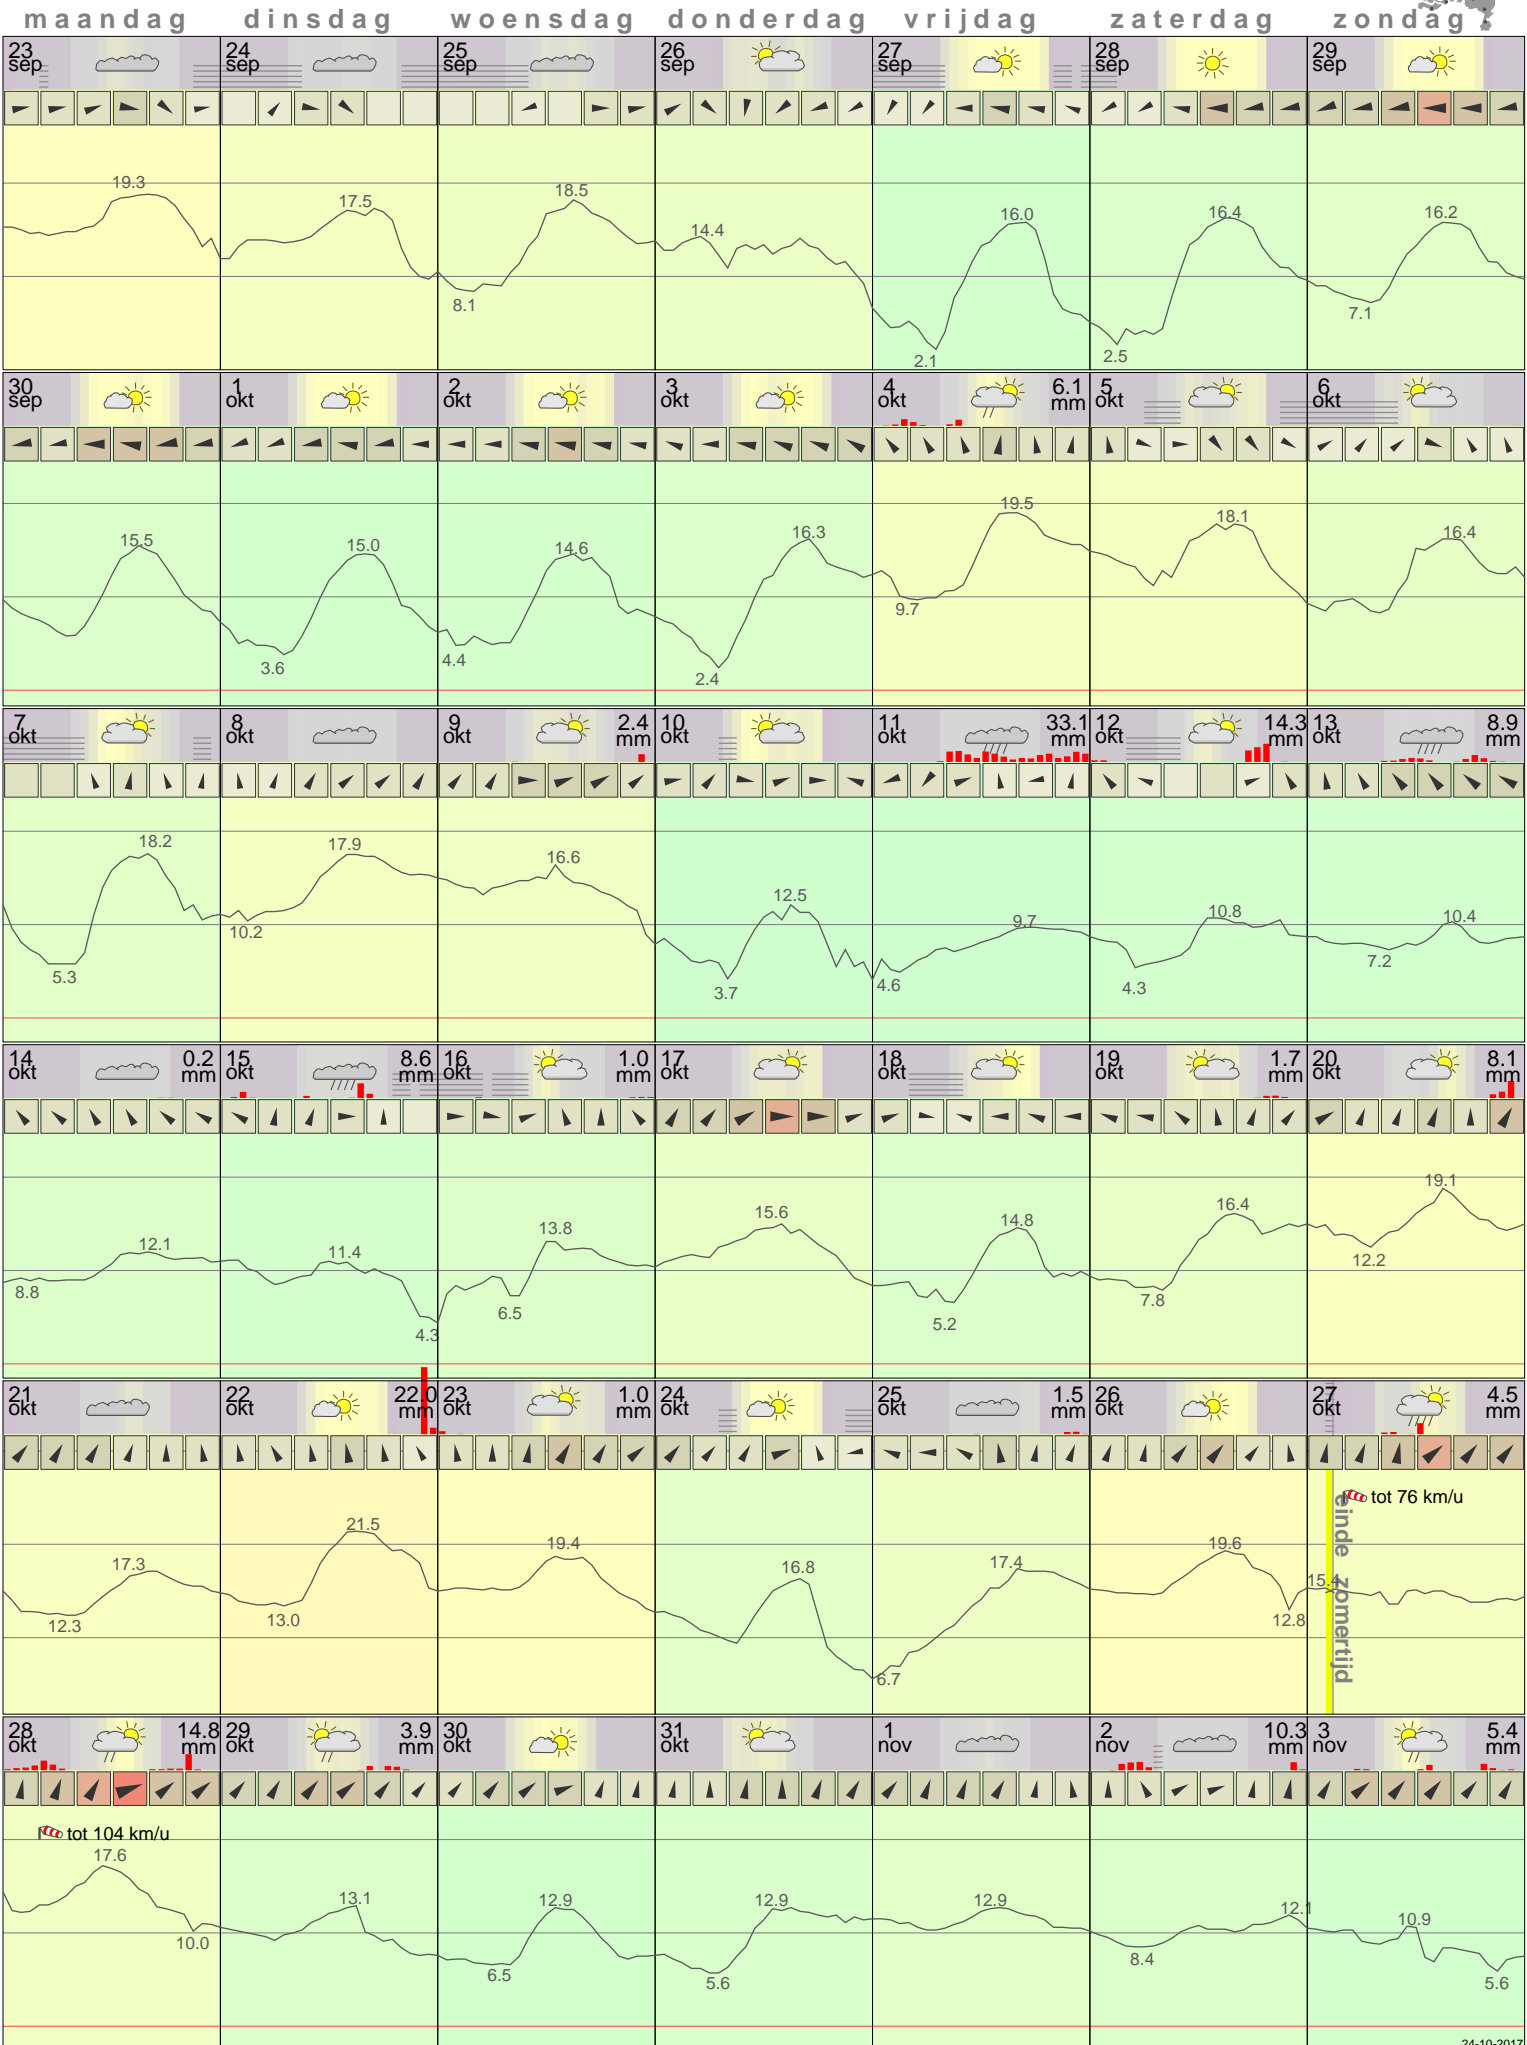 maandag dinsdag woensdag donderdag vrijdag zaterdag zondag
23 24 25 26 27 28 29
sep sep sep sep sep sep sep
19.3 17.5 8.1 18.5 14.4 2.1 16.0 2.5 16.4 7.1 16.2
30 1 2 3 4 6.1 5 6
sep okt okt okt okt mm okt okt
15.5 3.6 15.0 4.4 14.6 2.4 16.3 9.7 19.5 18.1 16.4
7 8 9 2.4 10 11 33.1 12 14.3 13 8.9
okt okt okt mm okt okt mm okt mm okt mm
5.3 18.2 10.2 17.9 16.6 3.7 12.5 4.6 9.7 4.3 10.8 7.2 10.4
14 0.2 15 8.6 16 1.0 17 18 19 1.7 20 8.1
okt mm okt mm okt mm okt okt okt mm okt mm
8.8 12.1 11.4 4.3 6.5 13.8 15.6 5.2 14.8 7.8 16.4 12.2 19.1
21 22 22.0 23 1.0 24 25 1.5 26 27 4.5
okt okt mm okt mm okt okt mm okt okt mm
tot 76 km/u
einde zomertijd
12.3 17.3 13.0 21.5 19.4 16.8 6.7 17.4 19.6 12.8 15.4
28 14.8 29 3.9 30 31 1 2 10.3 3 5.4
okt mm okt mm okt okt nov nov mm nov mm
tot 104 km/u
17.6 10.0 13.1 6.5 12.9 5.6 12.9 12.9 8.4 12.1 10.9 5.6
24-10-2017